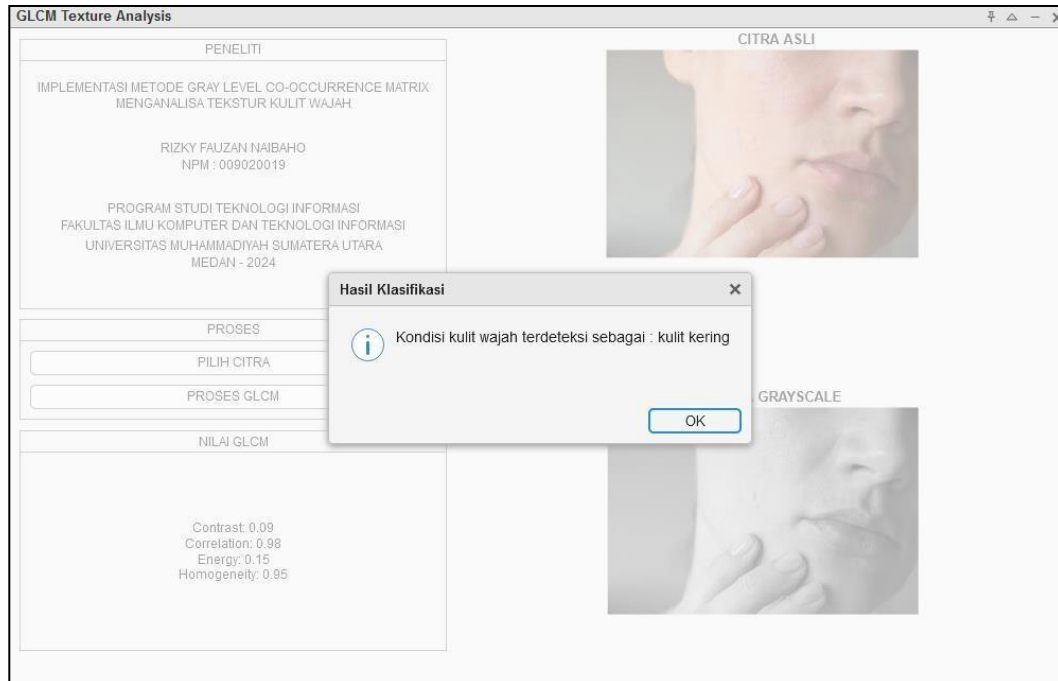 GLCM Texture Analysis
PENELITI
IMPLEMENTASI METODE GRAY LEVEL CO-OCCURRENCE MATRIX
MENGANALISA TEKSTUR KULIT WAJAH
RIZKY FAUZAN NAIBAHO
NPM : 009020019
PROGRAM STUDI TEKNOLOGI INFORMASI
FAKULTAS ILMU KOMPUTER DAN TEKNOLOGI INFORMASI
UNIVERSITAS MUHAMMADIYAH SUMATERA UTARA
MEDAN - 2024
PROSES
PILIH CITRA
PROSES GLCM
NILAI GLCM
Contrast: 0.09
Correlation: 0.98
Energy: 0.15
Homogeneity: 0.95
CITRA ASLI
GRAYSCALE
Hasil Klasifikasi
Kondisi kulit wajah terdeteksi sebagai : kulit kering
OK